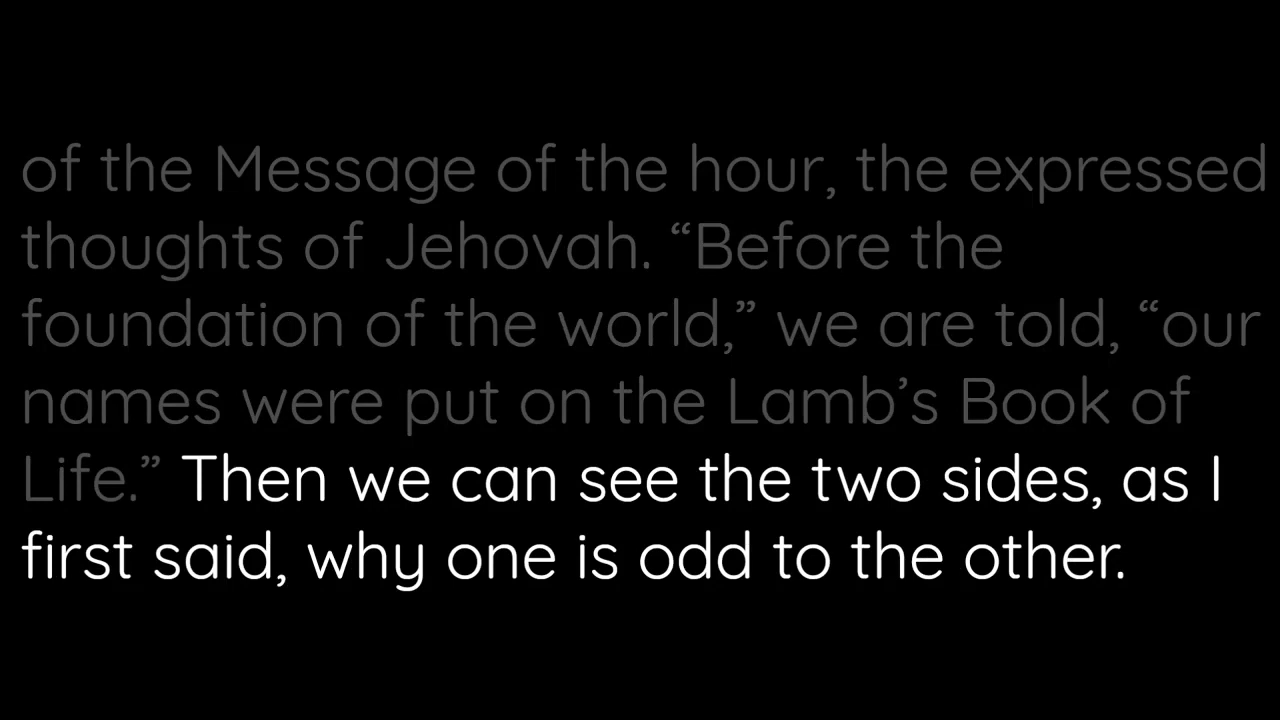 of the Message of the hour, the expressed
thoughts of Jehovah. “Before the
foundation of the world,” we are told, “our
names were put on the Lamb’s Book of
Life.” Then we can see the two sides, as I
first said, why one is odd to the other.